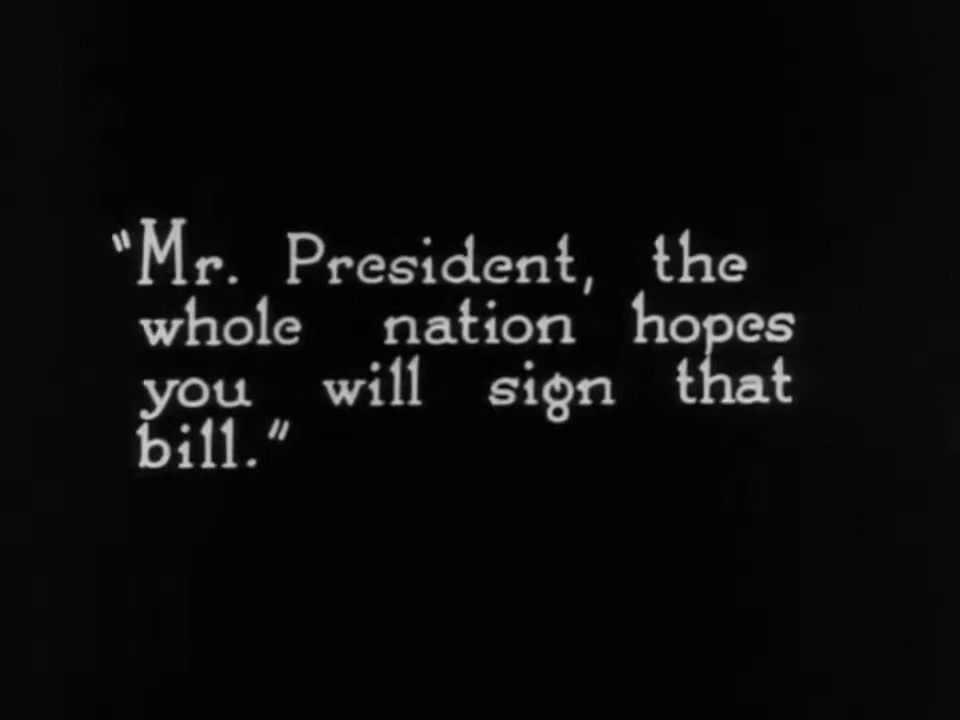 "Mr. President, the
whole nation hopes
you will sign that
bill."